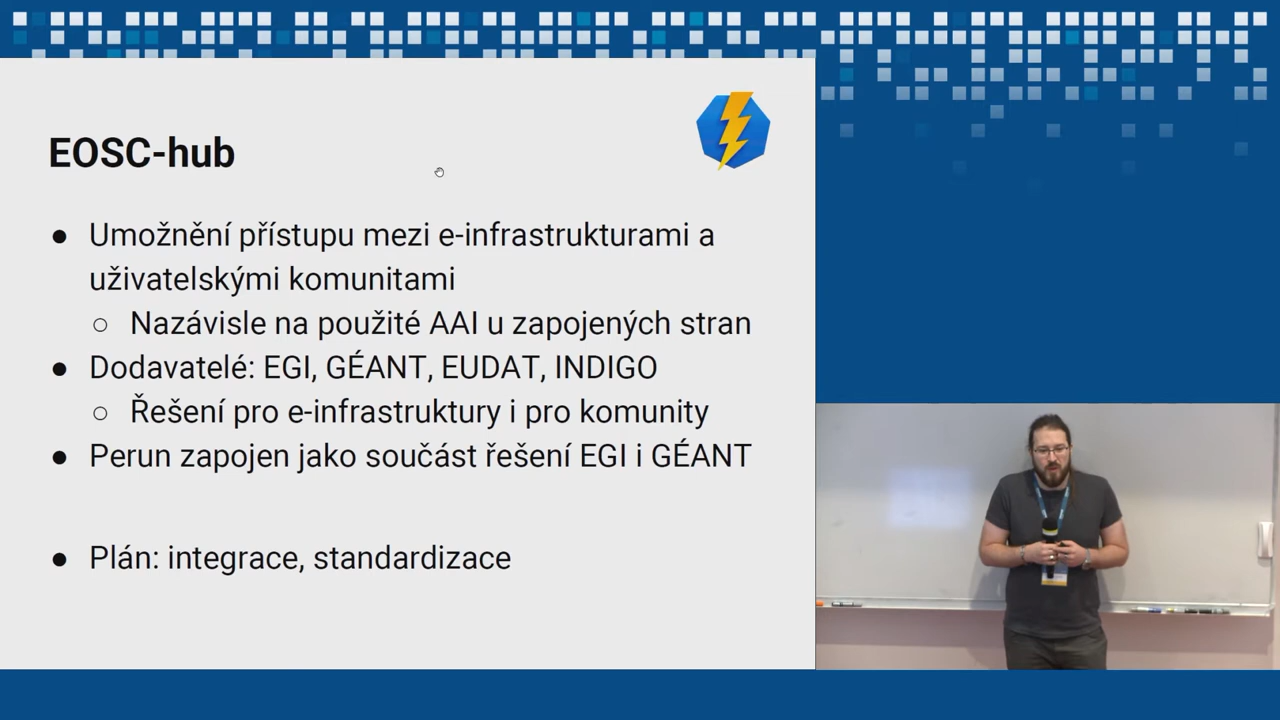 EOSC-hub
● Umožnění přístupu mezi e-infrastrukturami a
uživatelskými komunitami
○ Nazávisle na použité AAI u zapojených stran
● Dodavatelé: EGI, GÉANT, EUDAT, INDIGO
○ Řešení pro e-infrastruktury i pro komunity
● Perun zapojen jako součást řešení EGI i GÉANT
● Plán: integrace, standardizace